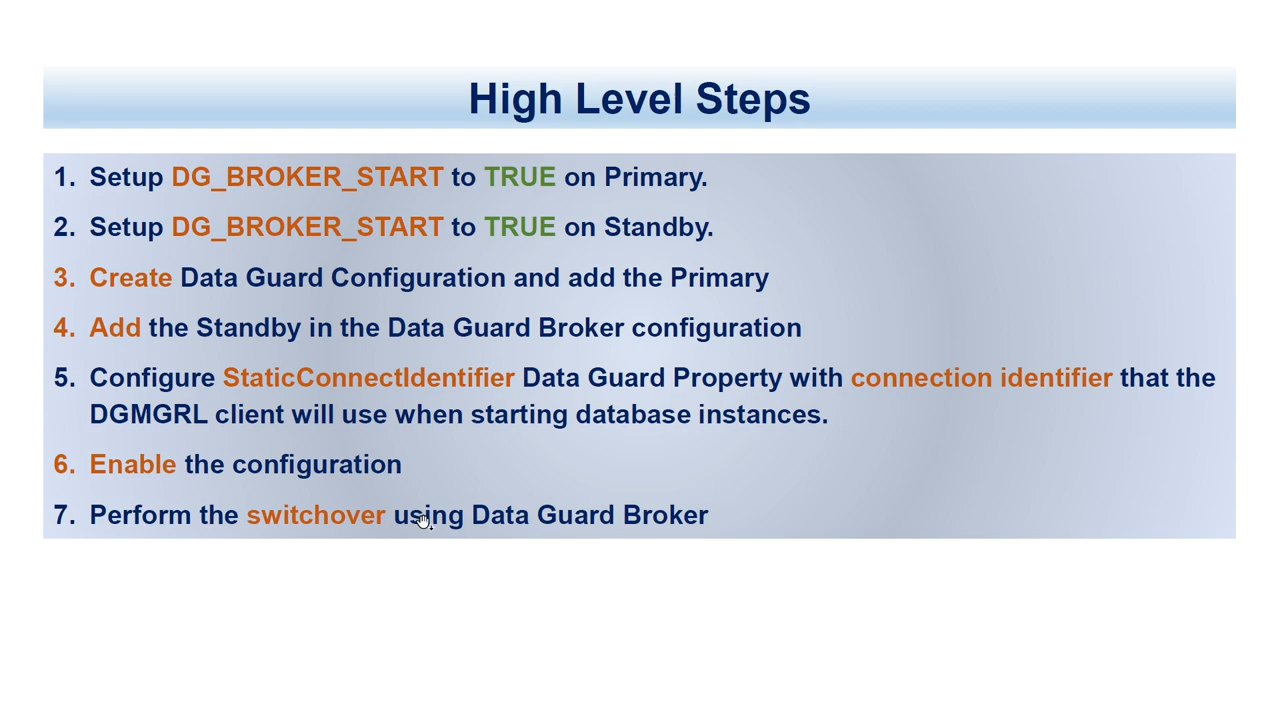 High Level Steps
1. Setup DG_BROKER_START to TRUE on Primary.
2. Setup DG_BROKER_START to TRUE on Standby.
3. Create Data Guard Configuration and add the Primary
4. Add the Standby in the Data Guard Broker configuration
5. Configure StaticConnectIdentifier Data Guard Property with connection identifier that the
DGMGRL client will use when starting database instances.
6. Enable the configuration
7. Perform the switchover using Data Guard Broker